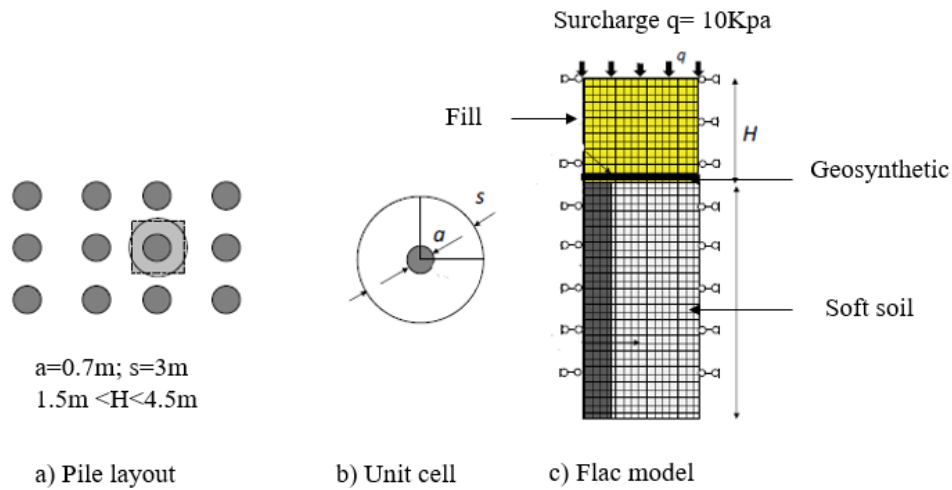 Surcharge q= 10Kpa
q
Fill
H
Geosynthetic
s
a
Soft soil
a=0.7m; s=3m
1.5m <H<4.5m
a) Pile layout
b) Unit cell
c) Flac model